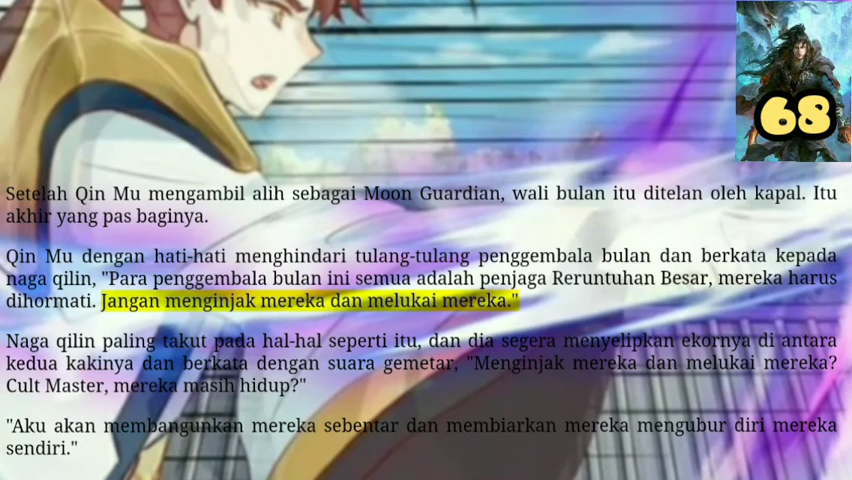 68
Setelah Qin Mu mengambil alih sebagai Moon Guardian, wali bulan itu ditelan oleh kapal. Itu
akhir yang pas baginya.
Qin Mu dengan hati-hati menghindari tulang-tulang penggembala bulan dan berkata kepada
naga qilin, "Para penggembala bulan ini semua adalah penjaga Reruntuhan Besar, mereka harus
dihormati. Jangan menginjak mereka dan melukai mereka."
Naga qilin paling takut pada hal-hal seperti itu, dan dia segera menyelipkan ekornya di antara
kedua kakinya dan berkata dengan suara gemetar, "Menginjak mereka dan melukai mereka?
Cult Master, mereka masih hidup?"
"Aku akan membangunkan mereka sebentar dan membiarkan mereka mengubur diri mereka
sendiri."